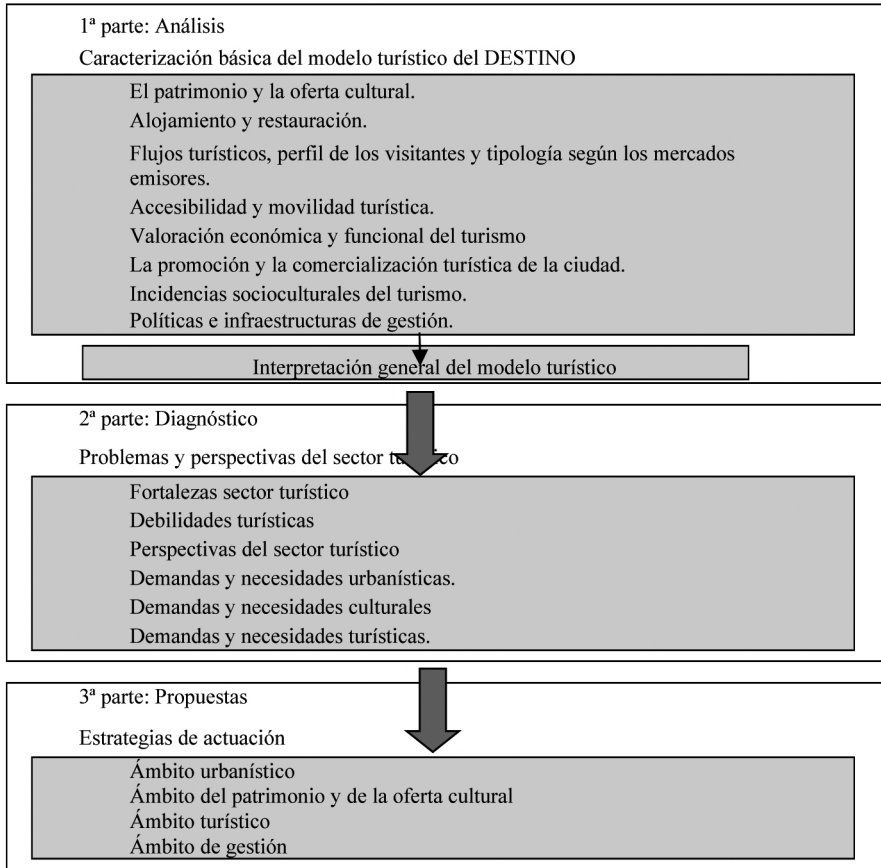 1ª parte: Análisis
Caracterización básica del modelo turístico del DESTINO
El patrimonio y la oferta cultural.
Alojamiento y restauración.
Flujos turísticos, perfil de los visitantes y tipología según los mercados
emisores.
Accesibilidad y movilidad turística.
Valoración económica y funcional del turismo
La promoción y la comercialización turística de la ciudad.
Incidencias socioculturales del turismo.
Políticas e infraestructuras de gestión.
Interpretación general del modelo turístico
2ª parte: Diagnóstico
Problemas y perspectivas del sector turístico
Fortalezas sector turístico
Debilidades turísticas
Perspectivas del sector turístico
Demandas y necesidades urbanísticas.
Demandas y necesidades culturales
Demandas y necesidades turísticas.
3ª parte: Propuestas
Estrategias de actuación
Ámbito urbanístico
Ámbito del patrimonio y de la oferta cultural
Ámbito turístico
Ámbito de gestión